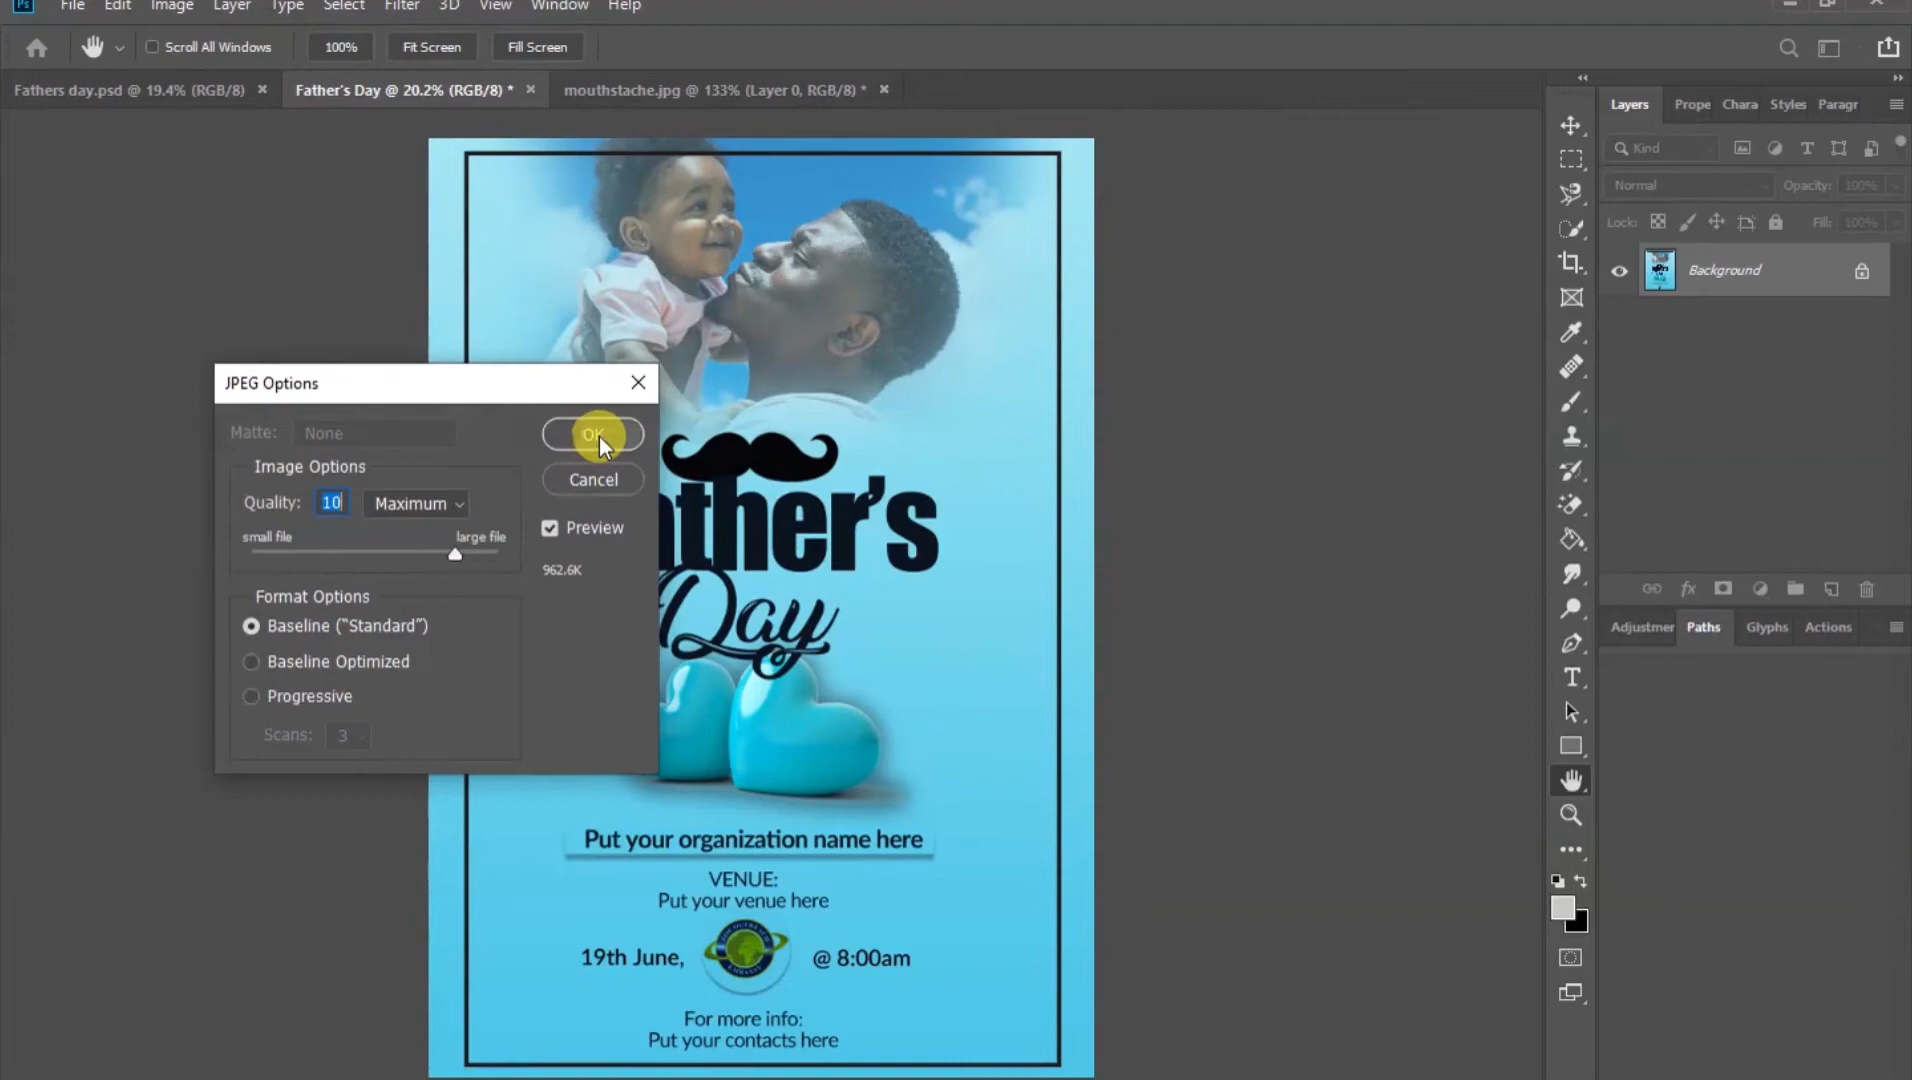 Ps File Edit Image Layer Type Select Filter 3D View Window Help
Scroll All Windows 100% Fit Screen Fill Screen
Fathers day.psd @ 19.4% (RGB/8) Father's Day @ 20.2% (RGB/8) * mouthstache.jpg @ 133% (Layer 0, RGB/8) *
Layers Prope Chara Styles Paragr
Kind
Normal Opacity: 100%
Lock: Fill: 100%
Background
Adjustmer Paths Glyphs Actions
JPEG Options
Matte: None
OK
Image Options
Cancel
Quality: 10 Maximum
Preview
small file large file
962.6K
Format Options
Baseline ("Standard")
Baseline Optimized
Progressive
Scans: 3
ather's
Day
Put your organization name here
VENUE:
Put your venue here
19th June, @ 8:00am
For more info:
Put your contacts here